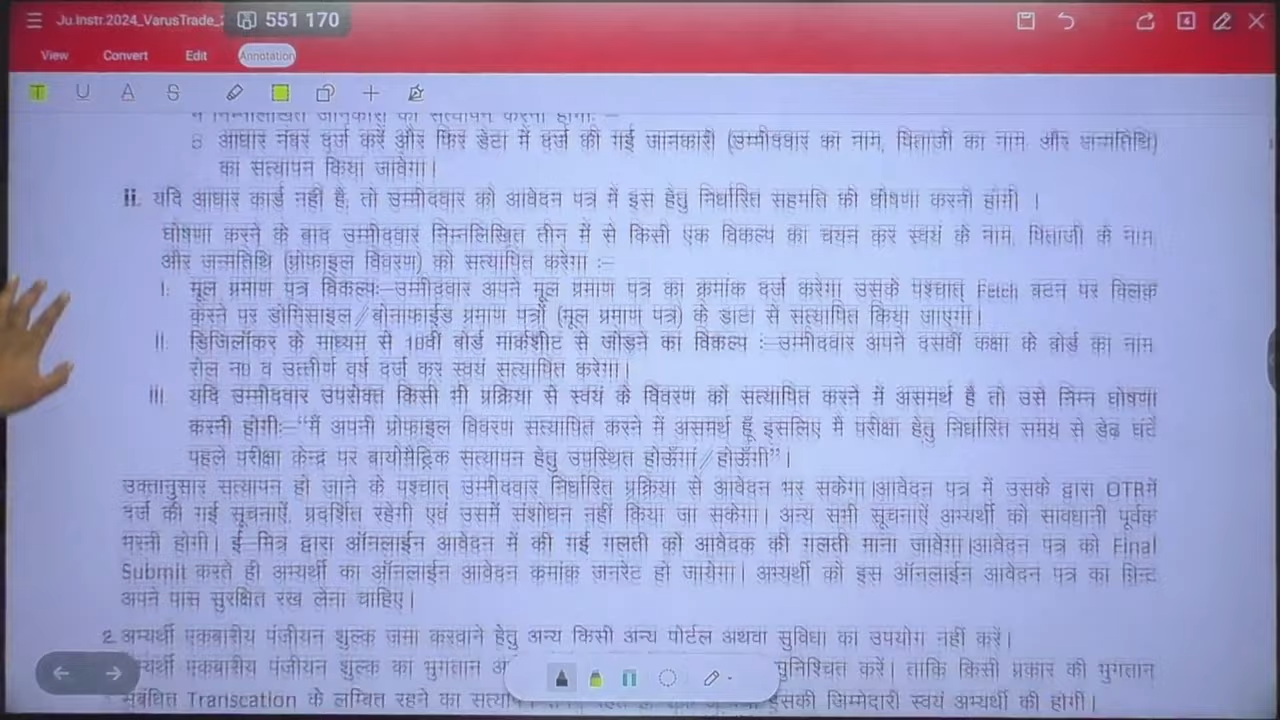 Ju.Instr.2024_VarusTrade_
551 170
View Convert Edit Annotation
T U A S
में निम्नलिखित जानकारी का सत्यापन करना होगा: –
8 आधार नंबर दर्ज करें और फिर डेटा में दर्ज की गई जानकारी (उम्मीदवार का नाम, पिताजी का नाम और जन्मतिथि)
का सत्यापन किया जावेगा।
ii. यदि आधार कार्ड नहीं है, तो उम्मीदवार को आवेदन पत्र में इस हेतु निर्धारित सहमति की घोषणा करनी होगी ।
घोषणा करने के बाद उम्मीदवार निम्नलिखित तीन में से किसी एक विकल्प का चयन कर स्वयं के नाम, पिताजी के नाम
और जन्मतिथि (प्रोफाइल विवरण) को सत्यापित करेगा :–
I: मूल प्रमाण पत्र विकल्पः–उम्मीदवार अपने मूल प्रमाण पत्र का क्रमांक दर्ज करेगा उसके पश्चात् Fetch बटन पर क्लिक
करने पर डोमिसाइल/बोनाफाईड प्रमाण पत्रों (मूल प्रमाण पत्र) के डाटा से सत्यापित किया जाएगा।
II: डिजिलॉकर के माध्यम से 10वीं बोर्ड मार्कशीट से जोड़ने का विकल्प :–उम्मीदवार अपने दसवीं कक्षा के बोर्ड का नाम
रोल न0 व उत्तीर्ण वर्ष दर्ज कर स्वयं सत्यापित करेगा।
III. यदि उम्मीदवार उपरोक्त किसी भी प्रक्रिया से स्वयं के विवरण को सत्यापित करने में असमर्थ है तो उसे निम्न घोषणा
करनी होगीः–"मैं अपनी प्रोफाइल विवरण सत्यापित करने में असमर्थ हूँ इसलिए मै परीक्षा हेतु निर्धारित समय से डेढ घंटें
पहले परीक्षा केन्द्र पर बायोमैट्रिक सत्यापन हेतु उपस्थित होऊँगां/होऊँगी"।
उक्तानुसार सत्यापन हो जाने के पश्चात् उम्मीदवार निर्धारित प्रक्रिया से आवेदन भर सकेगा।आवेदन पत्र में उसके द्वारा OTRमें
दर्ज की गई सूचनाऐं, प्रदर्शित रहेंगी एवं उसमें संशोधन नहीं किया जा सकेगा। अन्य सभी सूचनाऐं अभ्यर्थी को सावधानी पूर्वक
भरनी होगी। ई–मित्र द्वारा ऑनलाईन आवेदन में की गई गलती को आवेदक की गलती माना जावेगा।आवेदन पत्र को Final
Submit करते ही अभ्यर्थी का ऑनलाईन आवेदन क्रमांक जनरेट हो जायेगा। अभ्यर्थी को इस ऑनलाईन आवेदन पत्र का प्रिन्ट
अपने पास सुरक्षित रख लेना चाहिए।
2. अभ्यर्थी एकबारीय पंजीयन शुल्क जमा करवाने हेतु अन्य किसी अन्य पोर्टल अथवा सुविधा का उपयोग नहीं करें।
अभ्यर्थी एकबारीय पंजीयन शुल्क का भुगतान सुनिश्चित करें। ताकि किसी प्रकार की भुगतान
संबंधित Transcation के लम्बित रहने का इसकी जिम्मेदारी स्वयं अभ्यर्थी की होगी।